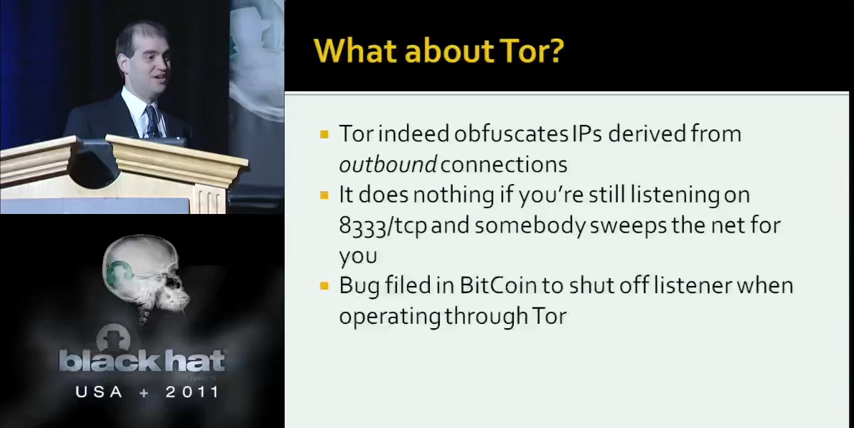 What about Tor?
Tor indeed obfuscates IPs derived from
outbound connections
It does nothing if you're still listening on
8333/tcp and somebody sweeps the net for
you
Bug filed in BitCoin to shut off listener when
operating through Tor
black hat
USA + 2011